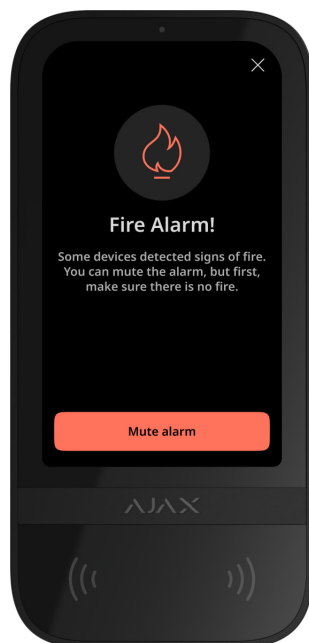 Fire Alarm!
Some devices detected signs of fire.
You can mute the alarm, but first,
make sure there is no fire.
Mute alarm
AJAX